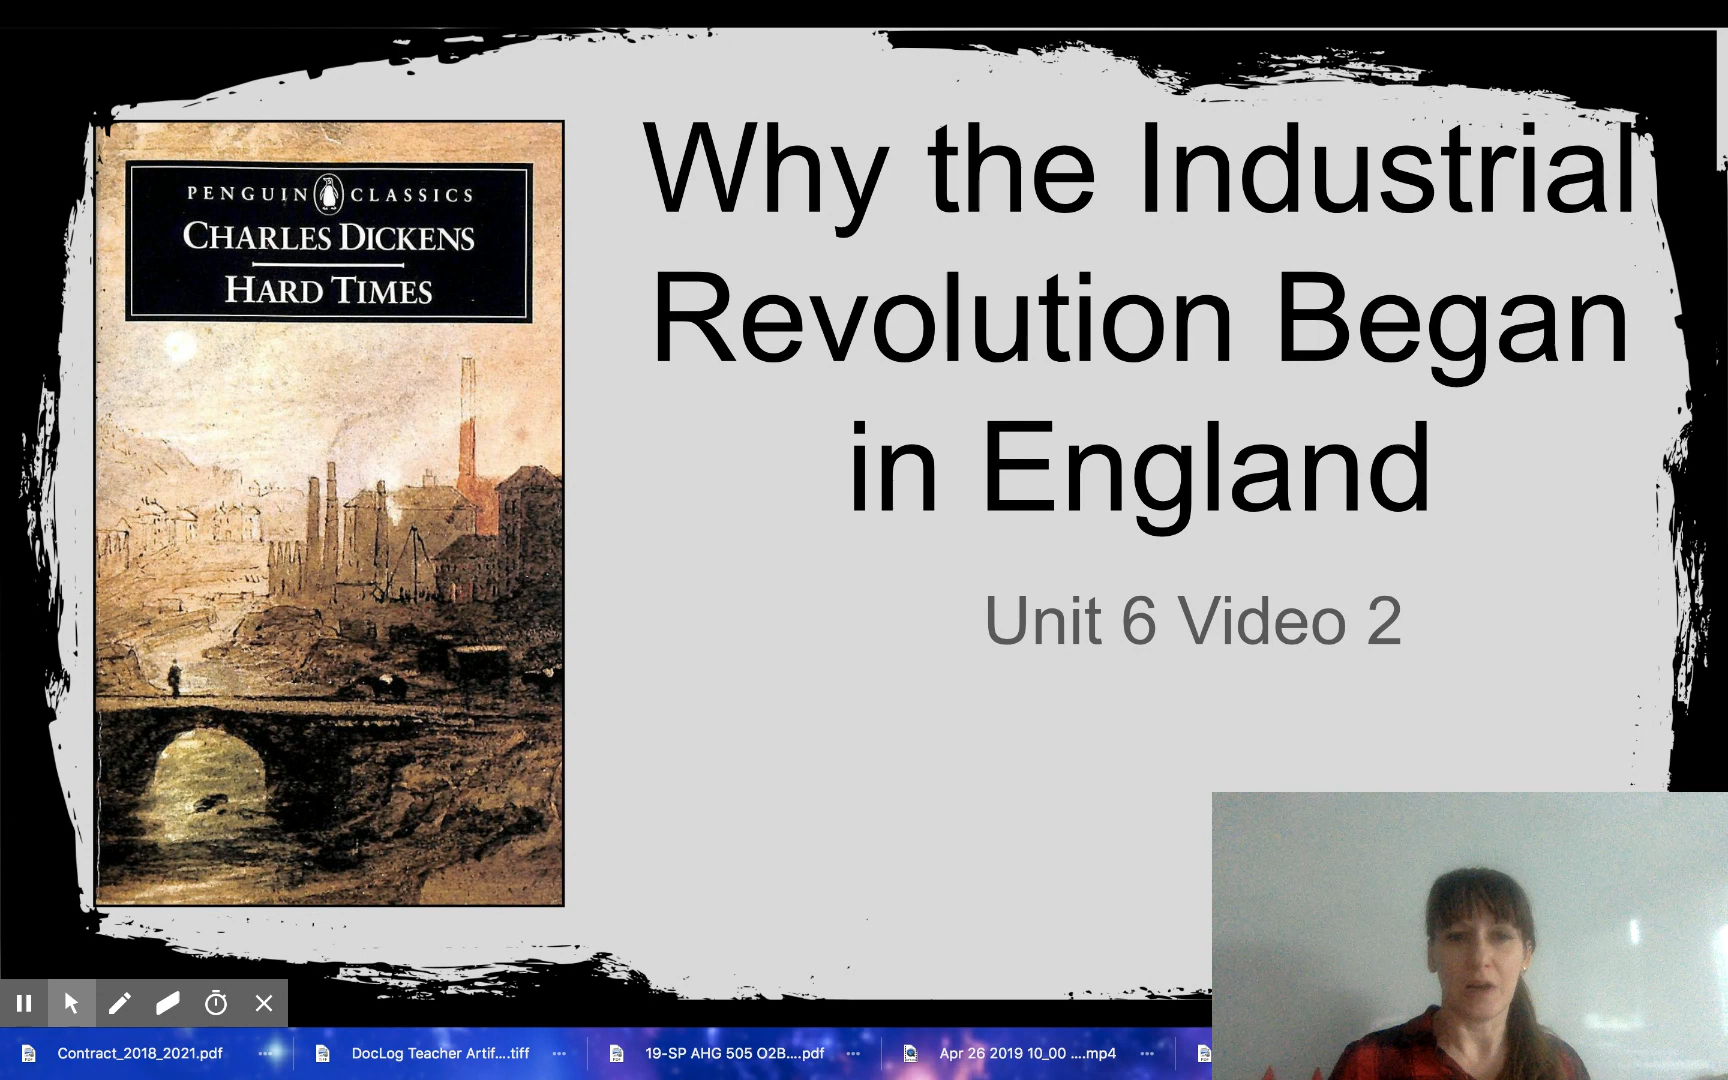 PENGUIN CLASSICS
CHARLES DICKENS
HARD TIMES
Why the Industrial
Revolution Began
in England
Unit 6 Video 2
Contract_2018_2021.pdf
DocLog Teacher Artif....tiff
19-SP AHG 505 O2B....pdf
Apr 26 2019 10_00 ....mp4